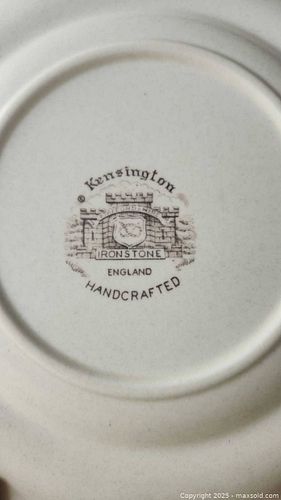 ® Kensington
IRONSTONE
ENGLAND
HANDCRAFTED
Copyright 2025 - maxsold.com